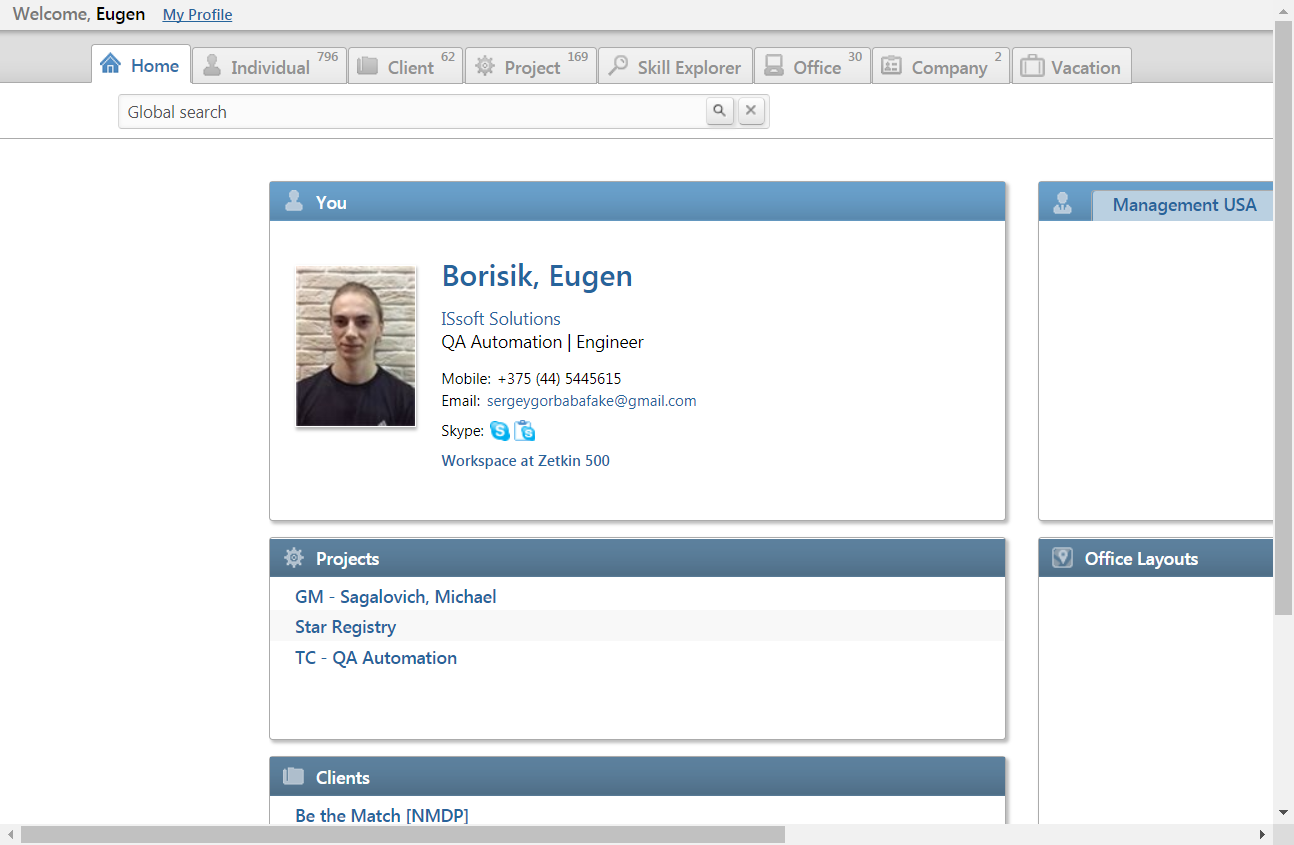 Welcome, Eugen My Profile
Home Individual 796 Client 62 Project 169 Skill Explorer Office 30 Company 2 Vacation
Global search
You
Management USA
Borisik, Eugen
ISsoft Solutions
QA Automation | Engineer
Mobile: +375 (44) 5445615
Email: sergeygorbabafake@gmail.com
Skype:
Workspace at Zetkin 500
Projects
Office Layouts
GM - Sagalovich, Michael
Star Registry
TC - QA Automation
Clients
Be the Match [NMDP]